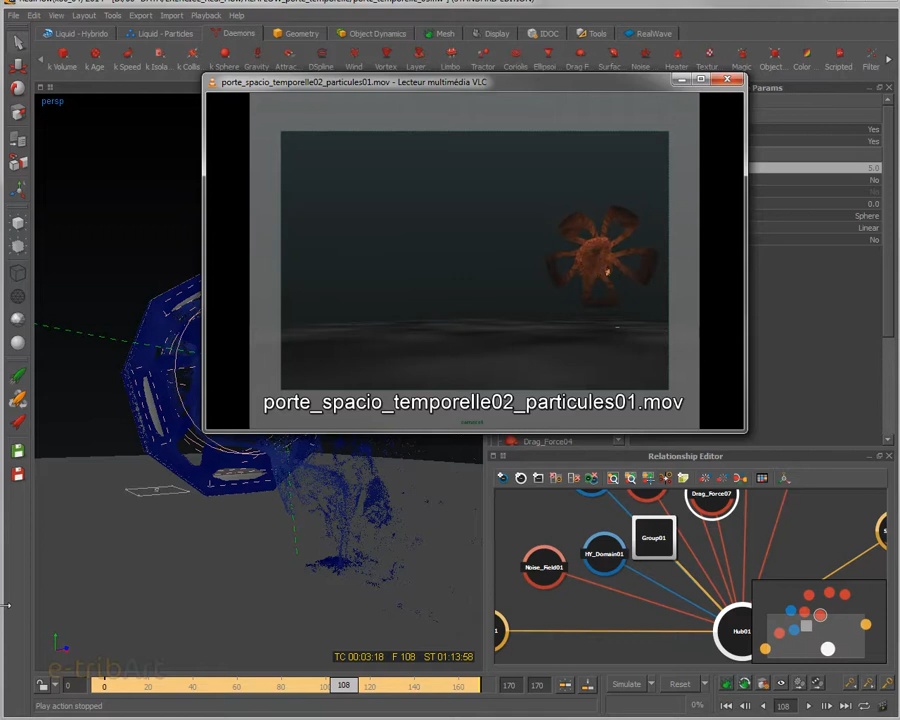 File Edit View Layout Tools Export Import Playback Help
Liquid - Hybrido Liquid - Particles Daemons Geometry Object Dynamics Mesh Display IDOC Tools RealWave
k Volume k Age k Speed k Isola k Collis k Sphere Gravity Attrac DSpline Wind Vortex Layer Limbo Tractor Coriolis Ellipsoi Drag F Surfac Noise Heater Textur Magic Object Color Scripted Filter
porte_spacio_temporelle02_particules01.mov - Lecteur multimédia VLC
Params
persp
Yes
Yes
5.0
No
No
0.0
Sphere
Linear
No
porte_spacio_temporelle02_particules01.mov
Drag_Force04
Relationship Editor
Drag_Force07
Group01
HY_Domain01
Noise_Field01
Hub01
1
e-tribArt
TC 00:03:18 F 108 ST 01:13:58
0 0 20 40 60 80 100 108 120 140 160 170 170 Simulate Reset 0% 108
Play action stopped